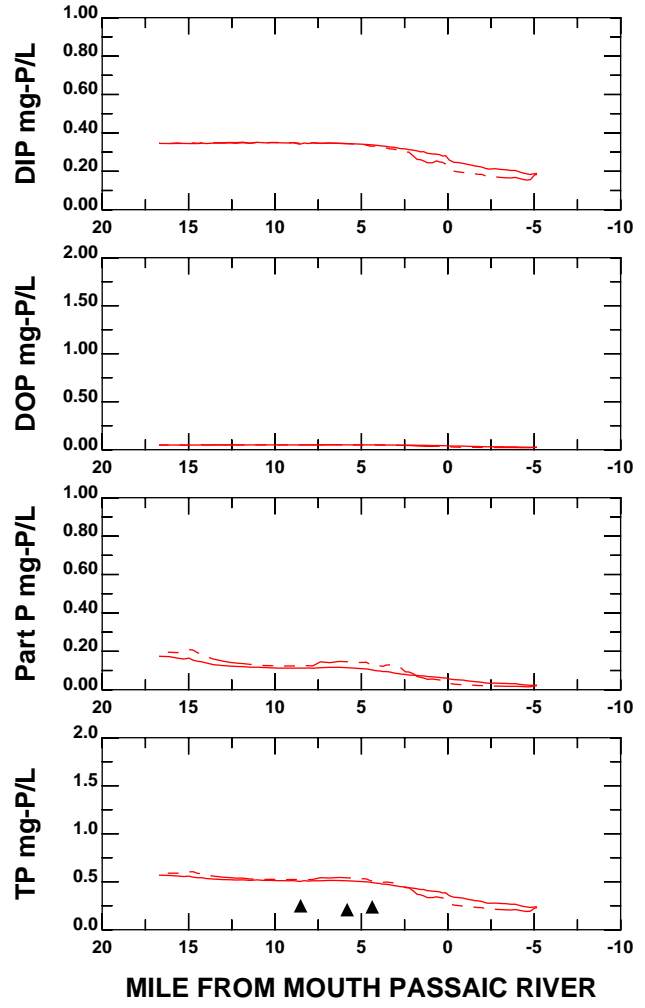 DIP mg-P/L
1.00
0.80
0.60
0.40
0.20
0.00
20 15 10 5 0 -5 -10
DOP mg-P/L
2.00
1.50
1.00
0.50
0.00
20 15 10 5 0 -5 -10
Part P mg-P/L
1.00
0.80
0.60
0.40
0.20
0.00
20 15 10 5 0 -5 -10
TP mg-P/L
2.0
1.5
1.0
0.5
0.0
20 15 10 5 0 -5 -10
MILE FROM MOUTH PASSAIC RIVER